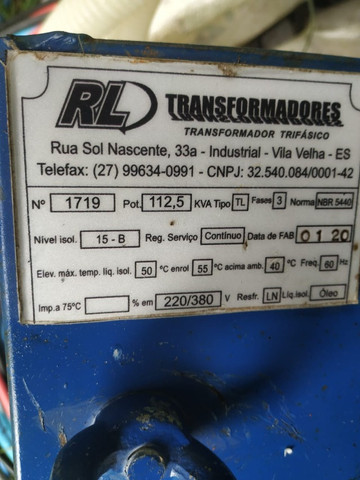 RL TRANSFORMADORES
TRANSFORMADOR TRIFÁSICO
Rua Sol Nascente, 33a - Industrial - Vila Velha - ES
Telefax: (27) 99634-0991 - CNPJ: 32.540.084/0001-42
Nº 1719 Pot. 112,5 KVA Tipo TL Fases 3 Norma NBR 5440
Nível isol. 15 - B Reg. Serviço Contínuo Data de FAB 01 20
Elev. máx. temp. líq. isol. 50 °C enrol 55 °C acima amb. 40 °C Freq. 60 Hz
Imp.a 75ºC % em 220/380 V Resfr. LN Líq.isol. Óleo